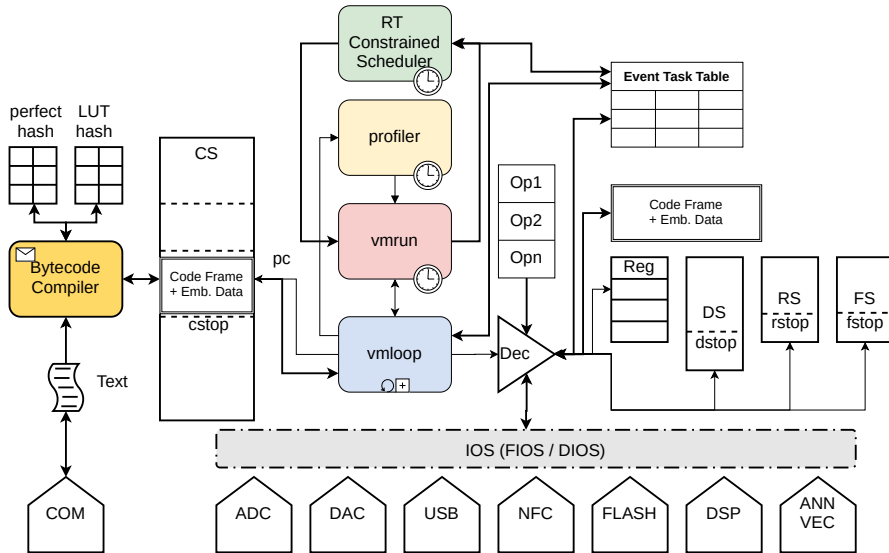 RT
Constrained
Scheduler
Event Task Table
perfect
hash
LUT
hash
CS
profiler
Op1
Op2
Opn
Code Frame
+ Emb. Data
vmrun
pc
Bytecode
Compiler
Code Frame
+ Emb. Data
Reg
DS
dstop
RS
rstop
FS
fstop
cstop
vmloop
Dec
Text
IOS (FIOS / DIOS)
COM
ADC
DAC
USB
NFC
FLASH
DSP
ANN
VEC